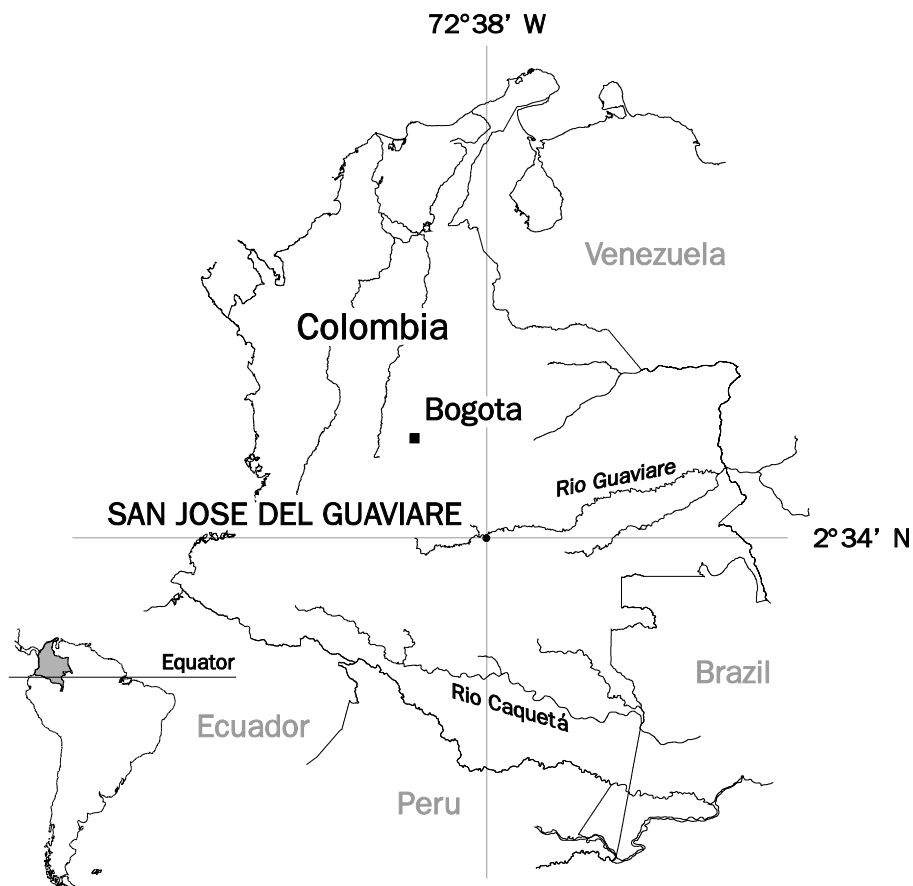 72°38' W
Venezuela
Colombia
Bogota
Rio Guaviare
SAN JOSE DEL GUAVIARE
2°34' N
Equator
Brazil
Rio Caquetá
Ecuador
Peru